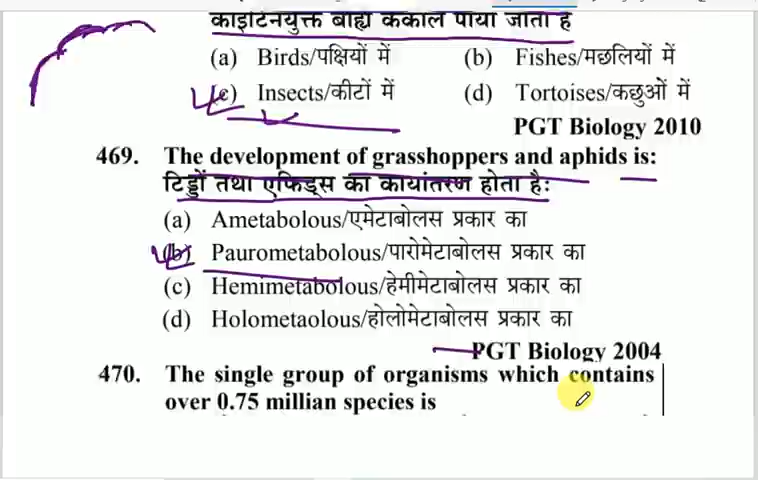 काइटिनयुक्त बाह्य कंकाल पाया जाता है
(a) Birds/पक्षियों में (b) Fishes/मछलियों में
(c) Insects/कीटों में (d) Tortoises/कछुओं में
PGT Biology 2010
469. The development of grasshoppers and aphids is:
टिड्डों तथा एफिड्स का कायांतरण होता है:
(a) Ametabolous/एमेटाबोलस प्रकार का
(b) Paurometabolous/पारोमेटाबोलस प्रकार का
(c) Hemimetabolous/हेमीमेटाबोलस प्रकार का
(d) Holometaolous/होलोमेटाबोलस प्रकार का
PGT Biology 2004
470. The single group of organisms which contains
over 0.75 millian species is